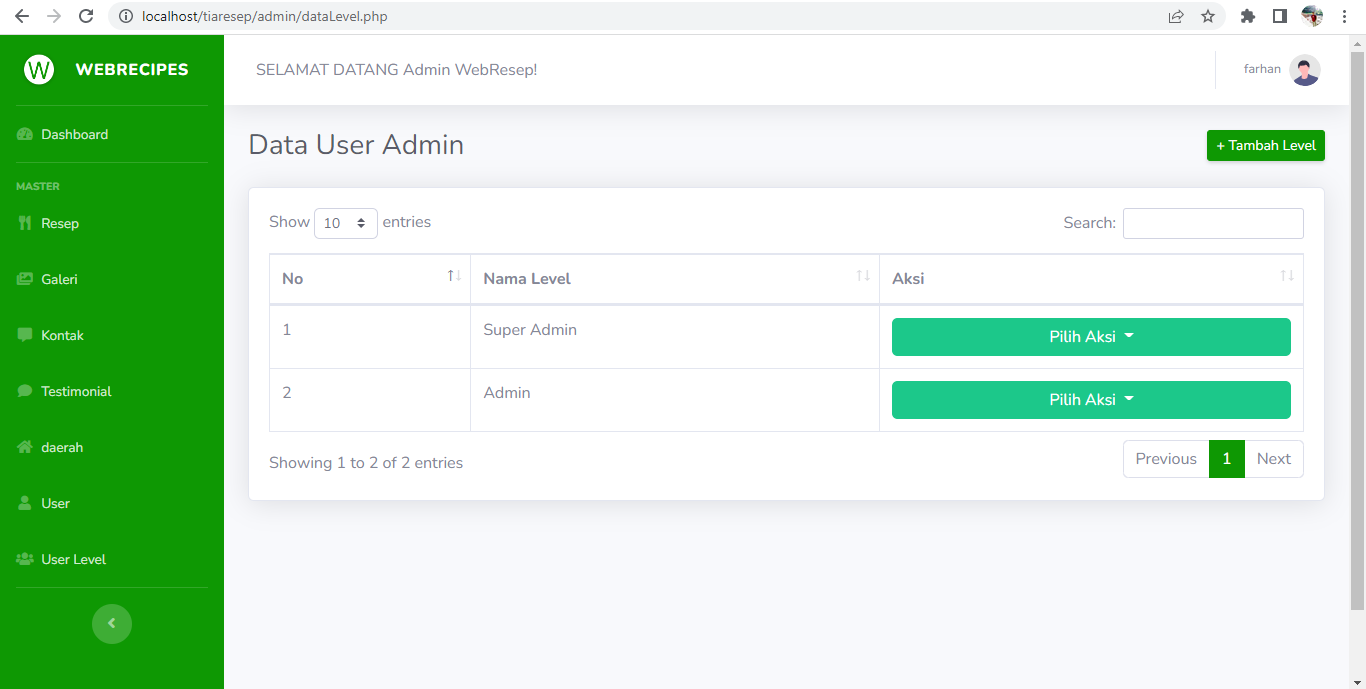 localhost/tiaresep/admin/dataLevel.php
W WEBRECIPES
SELAMAT DATANG Admin WebResep!
farhan
Dashboard
MASTER
Resep
Galeri
Kontak
Testimonial
daerah
User
User Level
Data User Admin
+ Tambah Level
Show 10 entries
Search:
No Nama Level Aksi
1 Super Admin Pilih Aksi
2 Admin Pilih Aksi
Showing 1 to 2 of 2 entries
Previous 1 Next